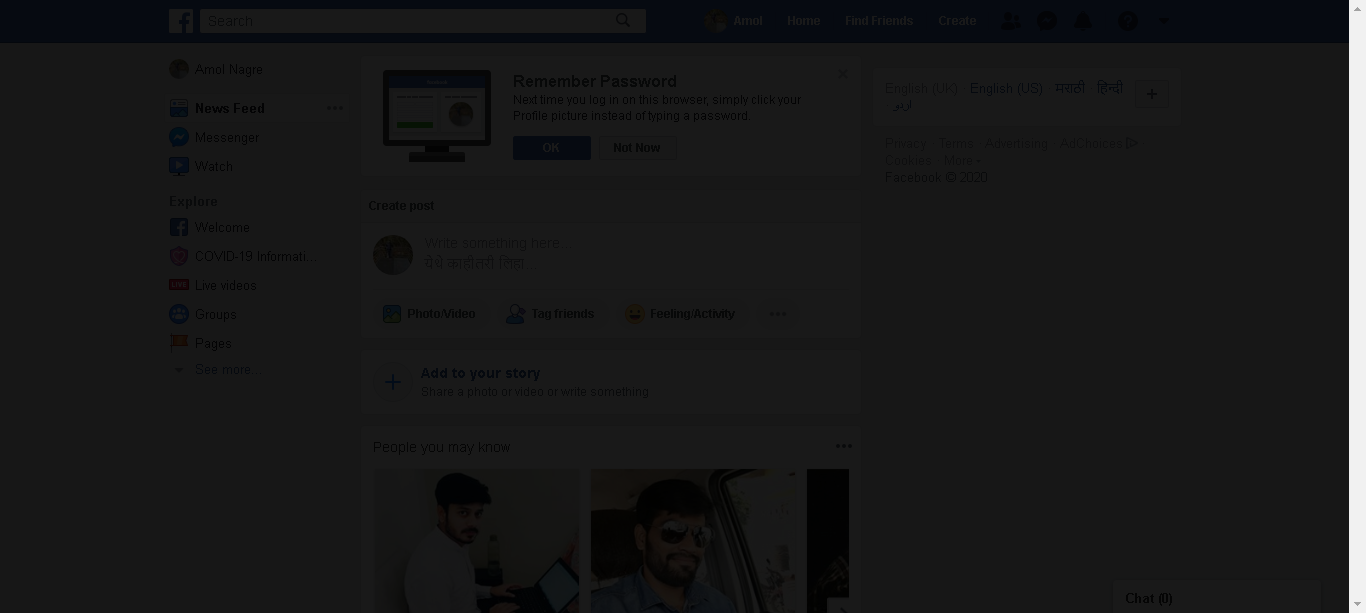 Search
Amol Home Find Friends Create
Amol Nagre
News Feed
Messenger
Watch
Explore
Welcome
COVID-19 Informati...
LIVE Live videos
Groups
Pages
See more...
Remember Password
Next time you log in on this browser, simply click your
Profile picture instead of typing a password.
OK Not Now
Create post
Write something here...
येथे काहीतरी लिहा...
Photo/Video Tag friends Feeling/Activity
Add to your story
Share a photo or video or write something
People you may know
English (UK) · English (US) · मराठी · हिन्दी ·
اردو
Privacy · Terms · Advertising · AdChoices ·
Cookies · More
Facebook © 2020
Chat (0)